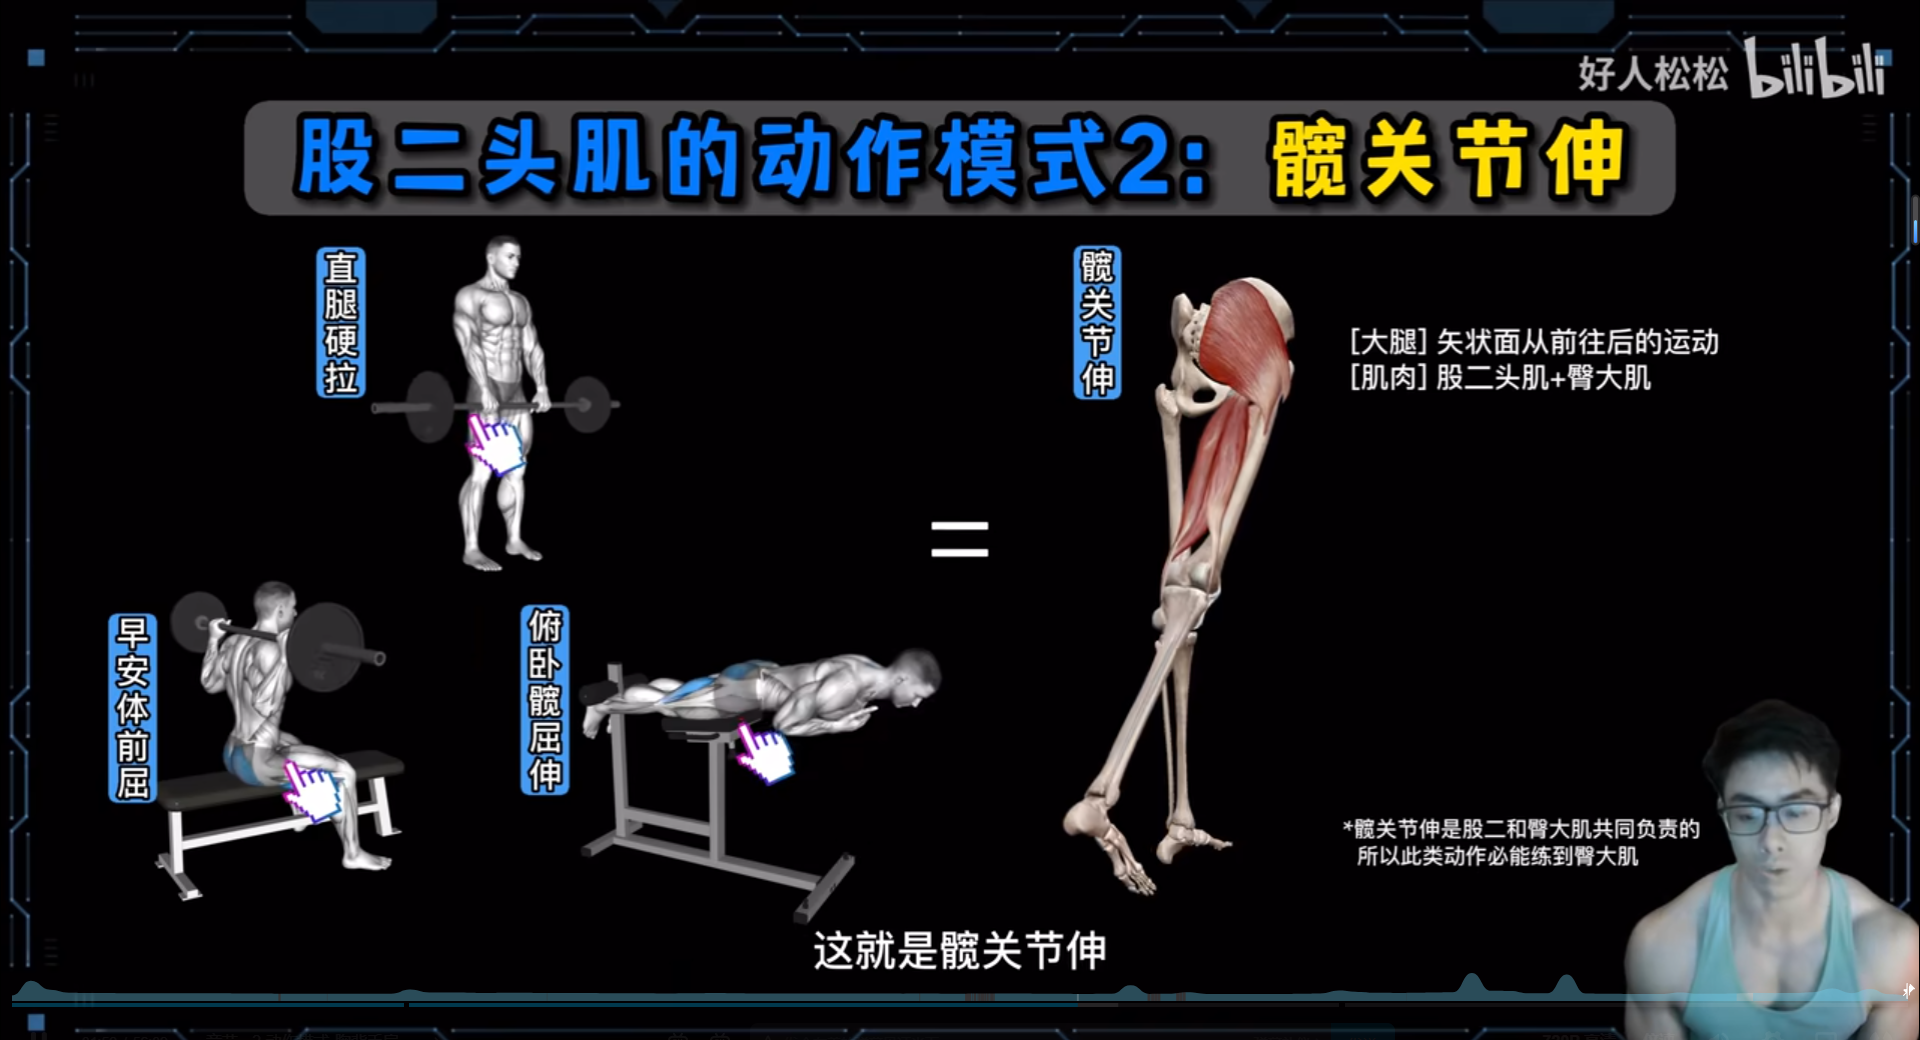 好人松松 bilibili
股二头肌的动作模式2：髋关节伸
直腿硬拉
髋关节伸
[大腿] 矢状面从前往后的运动
[肌肉] 股二头肌+臀大肌
=
早安体前屈
俯卧髋屈伸
*髋关节伸是股二和臀大肌共同负责的
所以此类动作必能练到臀大肌
这就是髋关节伸